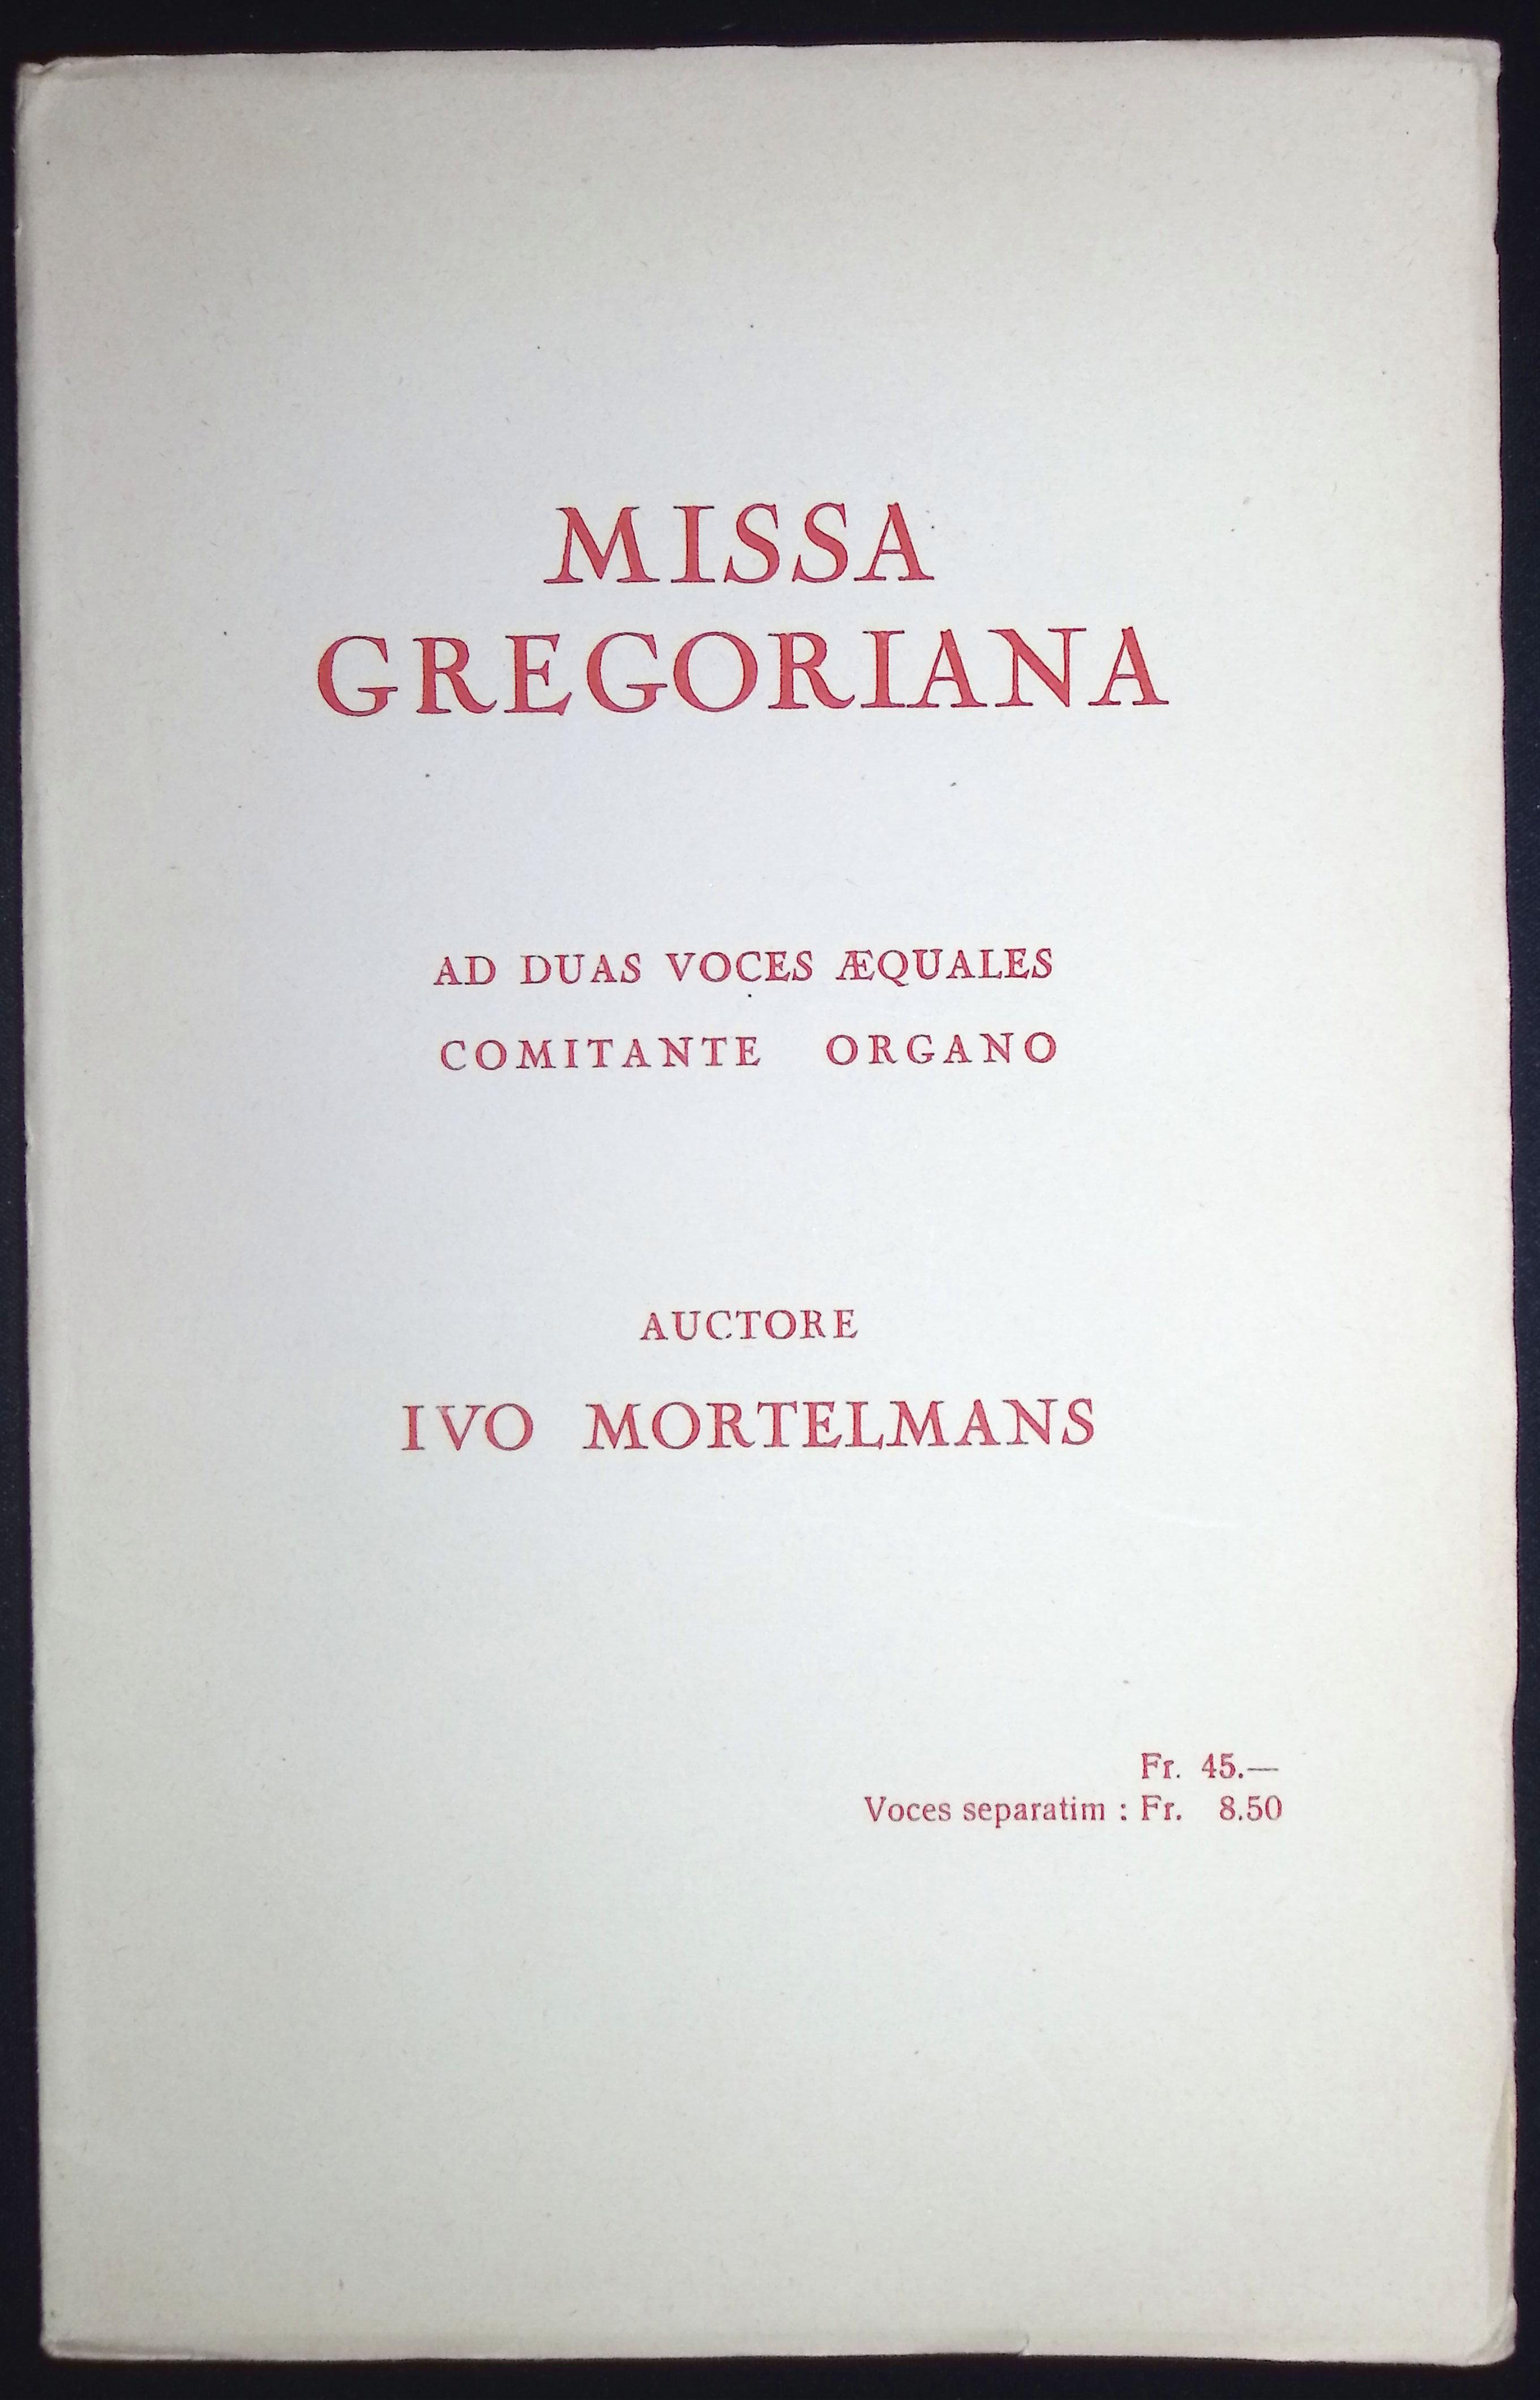 MISSA
GREGORIANA
AD DUAS VOCES ÆQUALES
COMITANTE ORGANO
AUCTORE
IVO MORTELMANS
Fr. 45.—
Voces separatim : Fr. 8.50